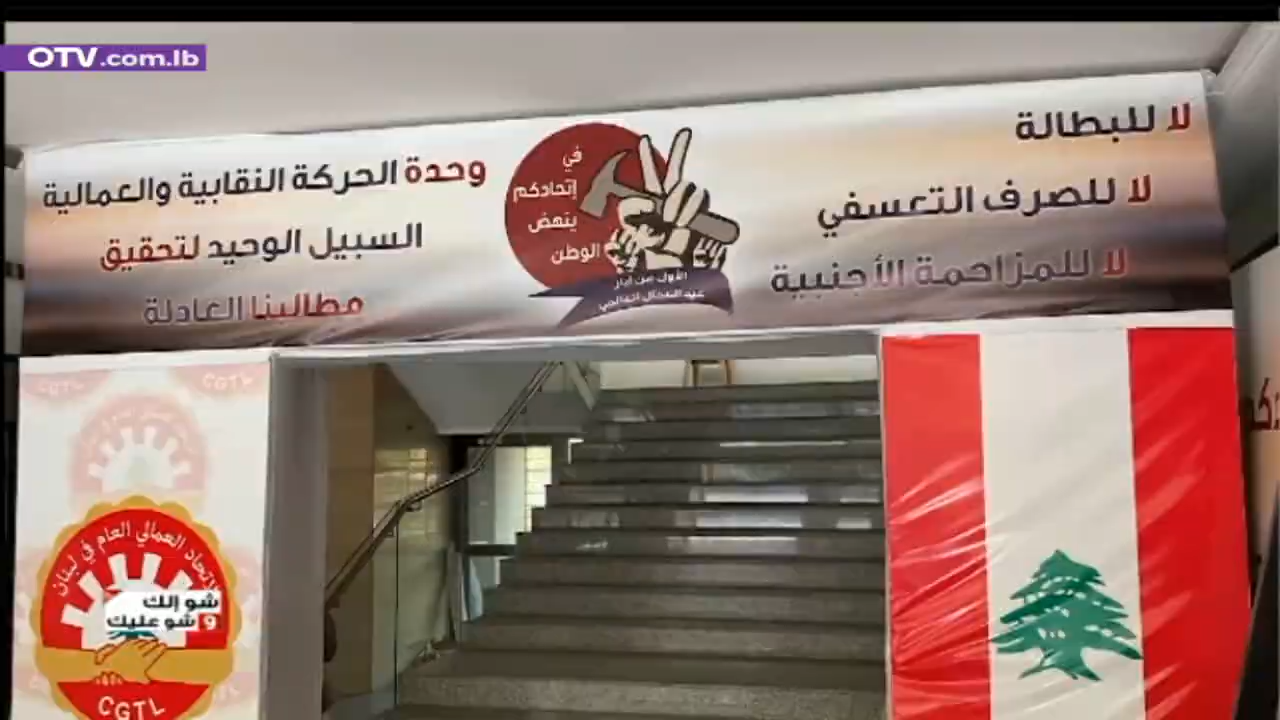 OTV.com.lb
لا للبطالة
لا للصرف التعسفي
لا للمزاحمة الأجنبية
في
إتحادكم
ينهض
الوطن
الأول من أيار
عيد العمال العالمي
وحدة الحركة النقابية والعمالية
السبيل الوحيد لتحقيق
مطالبنا العادلة
CGTL
CGTL
الاتحاد العمالي العام في لبنان
شو إلك
و شو عليك
CGTL